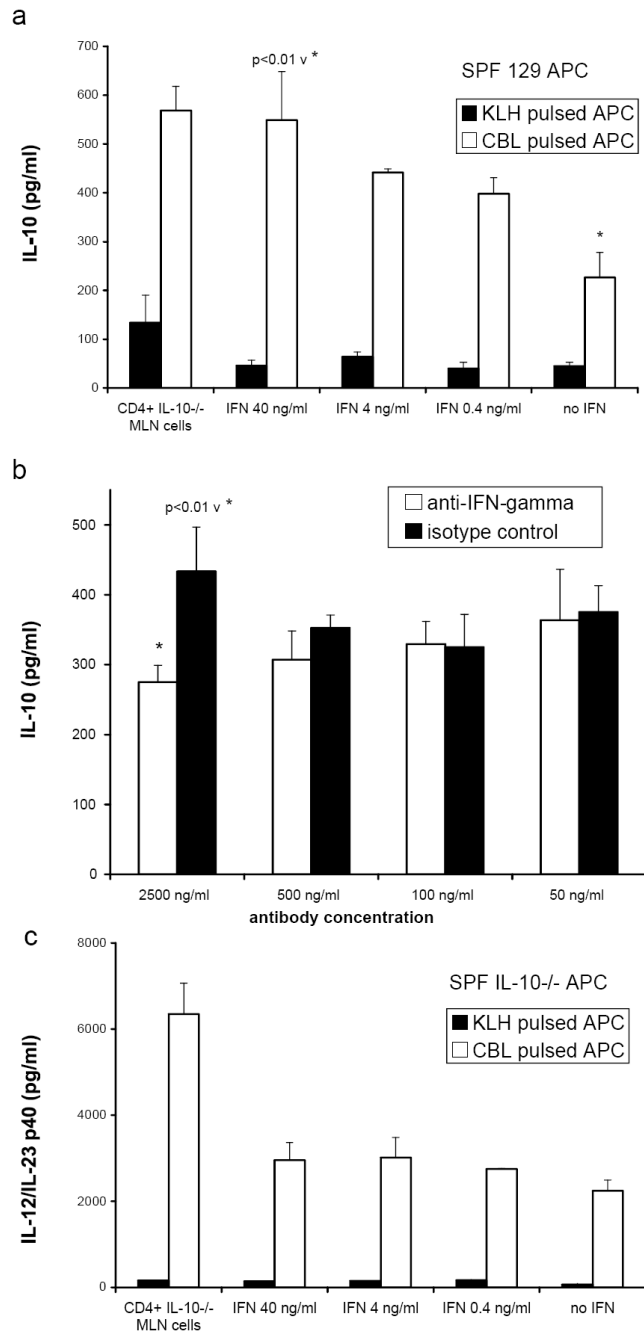 a
700
600
500
400
300
200
100
0
IL-10 (pg/ml)
p<0.01 v *
*
SPF 129 APC
KLH pulsed APC
CBL pulsed APC
CD4+ IL-10-/- MLN cells
IFN 40 ng/ml
IFN 4 ng/ml
IFN 0.4 ng/ml
no IFN
b
500
400
300
200
100
0
IL-10 (pg/ml)
p<0.01 v *
*
anti-IFN-gamma
isotype control
2500 ng/ml
500 ng/ml
100 ng/ml
50 ng/ml
antibody concentration
c
8000
6000
4000
2000
0
IL-12/IL-23 p40 (pg/ml)
SPF IL-10-/- APC
KLH pulsed APC
CBL pulsed APC
CD4+ IL-10-/- MLN cells
IFN 40 ng/ml
IFN 4 ng/ml
IFN 0.4 ng/ml
no IFN